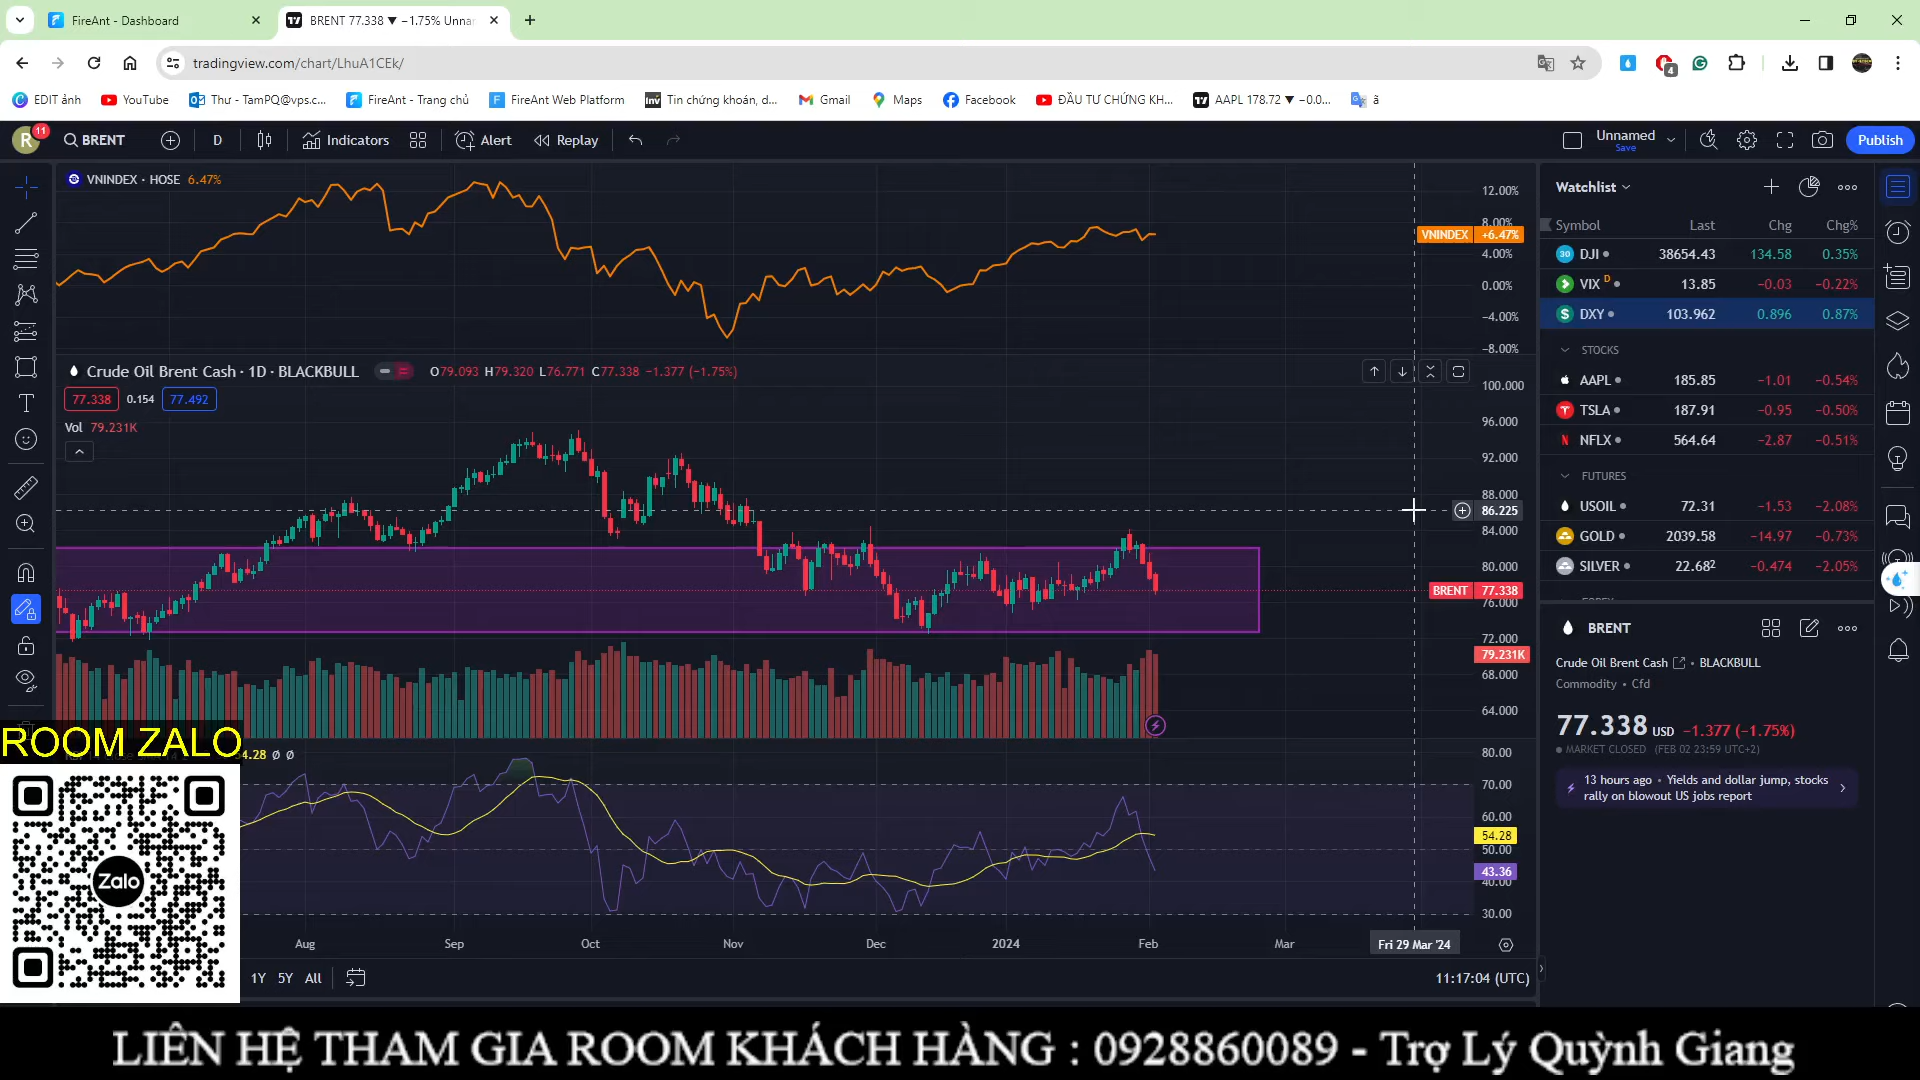 FireAnt - Dashboard
BRENT 77.338 ▼ −1.75% Unnar
tradingview.com/chart/LhuA1CEk/
4
EDIT ảnh
YouTube
Thư - TamPQ@vps.c...
FireAnt - Trang chủ
FireAnt Web Platform
Tin chứng khoán, d...
Gmail
Maps
Facebook
ĐẦU TƯ CHỨNG KH...
AAPL 178.72 ▼ −0.0...
ã
R 11
BRENT
D
Indicators
Alert
Replay
Unnamed
Save
Publish
VNINDEX · HOSE 6.47%
12.00%
8.00%
VNINDEX +6.47%
4.00%
0.00%
−4.00%
−8.00%
Crude Oil Brent Cash · 1D · BLACKBULL
O79.093 H79.320 L76.771 C77.338 −1.377 (−1.75%)
77.338 0.154 77.492
Vol 79.231K
100.000
96.000
92.000
88.000
86.225
84.000
80.000
BRENT 77.338
76.000
72.000
79.231K
68.000
64.000
54.28 ø ø
80.00
70.00
60.00
54.28
50.00
43.36
40.00
30.00
Aug Sep Oct Nov Dec 2024 Feb Mar Fri 29 Mar '24
1Y 5Y All
11:17:04 (UTC)
Watchlist
Symbol Last Chg Chg%
30 DJI 38654.43 134.58 0.35%
VIX D 13.85 −0.03 −0.22%
DXY 103.962 0.896 0.87%
STOCKS
AAPL 185.85 −1.01 −0.54%
TSLA 187.91 −0.95 −0.50%
NFLX 564.64 −2.87 −0.51%
FUTURES
USOIL 72.31 −1.53 −2.08%
GOLD 2039.58 −14.97 −0.73%
SILVER 22.68² −0.474 −2.05%
BRENT
Crude Oil Brent Cash • BLACKBULL
Commodity • Cfd
77.338 USD −1.377 (−1.75%)
MARKET CLOSED (FEB 02 23:59 UTC+2)
13 hours ago • Yields and dollar jump, stocks
rally on blowout US jobs report
ROOM ZALO
Zalo
LIÊN HỆ THAM GIA ROOM KHÁCH HÀNG : 0928860089 - Trợ Lý Quỳnh Giang